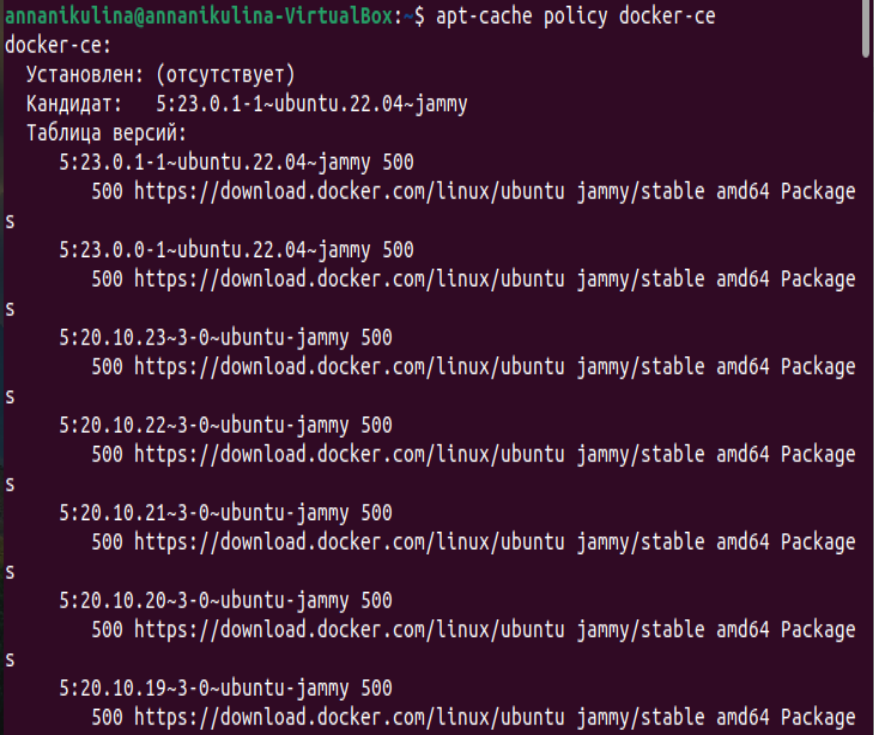 annanikulina@annanikulina-VirtualBox:~$ apt-cache policy docker-ce
docker-ce:
  Установлен: (отсутствует)
  Кандидат:   5:23.0.1-1~ubuntu.22.04~jammy
  Таблица версий:
     5:23.0.1-1~ubuntu.22.04~jammy 500
        500 https://download.docker.com/linux/ubuntu jammy/stable amd64 Package
s
     5:23.0.0-1~ubuntu.22.04~jammy 500
        500 https://download.docker.com/linux/ubuntu jammy/stable amd64 Package
s
     5:20.10.23~3-0~ubuntu-jammy 500
        500 https://download.docker.com/linux/ubuntu jammy/stable amd64 Package
s
     5:20.10.22~3-0~ubuntu-jammy 500
        500 https://download.docker.com/linux/ubuntu jammy/stable amd64 Package
s
     5:20.10.21~3-0~ubuntu-jammy 500
        500 https://download.docker.com/linux/ubuntu jammy/stable amd64 Package
s
     5:20.10.20~3-0~ubuntu-jammy 500
        500 https://download.docker.com/linux/ubuntu jammy/stable amd64 Package
s
     5:20.10.19~3-0~ubuntu-jammy 500
        500 https://download.docker.com/linux/ubuntu jammy/stable amd64 Package